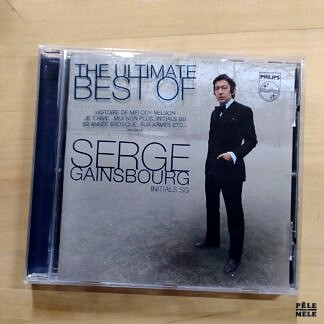 THE ULTIMATE
BEST OF
HISTOIRE DE MELODY NELSON
JE T'AIME.. MOI NON PLUS, INITIALS BB
69 ANNÉE ÉROTIQUE, AUX ARMES ETC...
SERGE
GAINSBOURG
INITIALS SG
PHILIPS
PÊLE
MÊLE